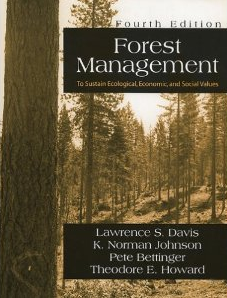 Fourth Edition
Forest
Management
To Sustain Ecological, Economic, and Social Values
Lawrence S. Davis
K. Norman Johnson
Pete Bettinger
Theodore E. Howard